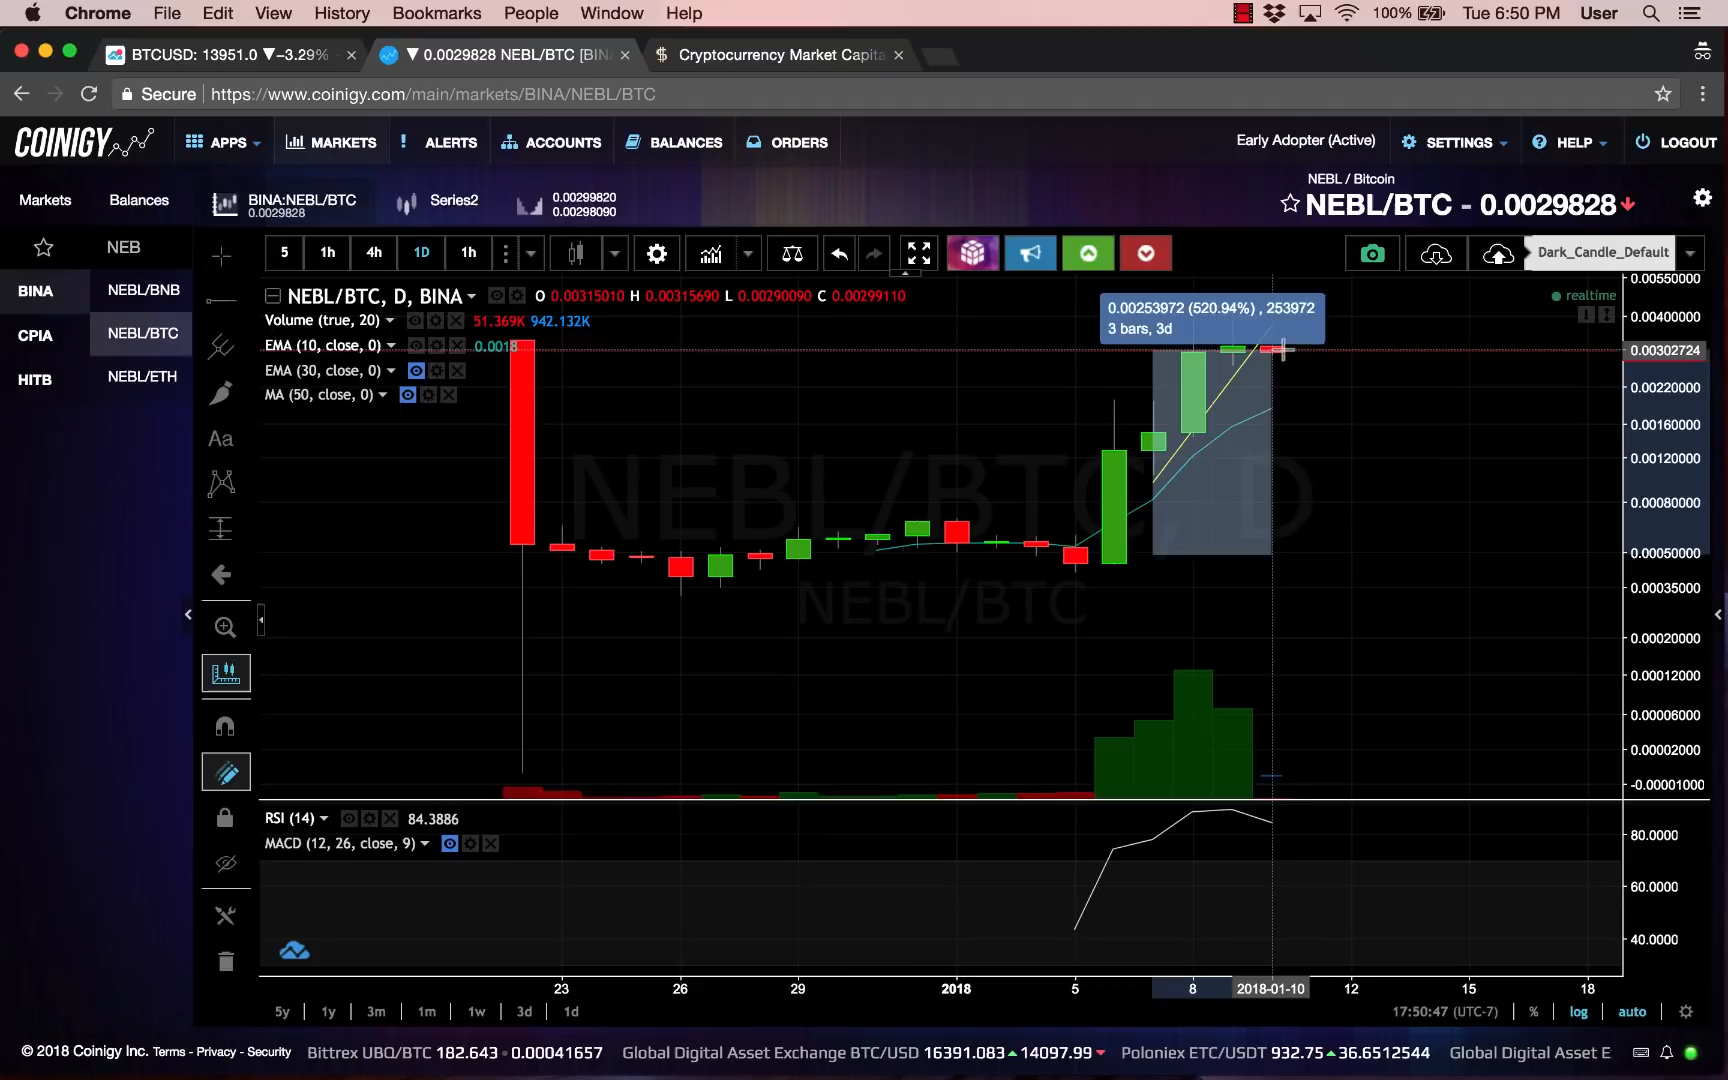 Chrome File Edit View History Bookmarks People Window Help 100% Tue 6:50 PM User
BTCUSD: 13951.0 ▼-3.29% ▼ 0.0029828 NEBL/BTC [BIN Cryptocurrency Market Capita
Secure https://www.coinigy.com/main/markets/BINA/NEBL/BTC
COINIGY APPS MARKETS ALERTS ACCOUNTS BALANCES ORDERS Early Adopter (Active) SETTINGS HELP LOGOUT
NEBL / Bitcoin
Markets Balances BINA:NEBL/BTC Series2 0.00299820 NEBL/BTC - 0.0029828
0.0029828 0.00298090
NEB 5 1h 4h 1D 1h Dark_Candle_Default
BINA NEBL/BNB
CPIA NEBL/BTC
HITB NEBL/ETH
NEBL/BTC, D, BINA O 0.00315010 H 0.00315690 L 0.00290090 C 0.00299110
Volume (true, 20) 51.369K 942.132K
EMA (10, close, 0) 0.0018
EMA (30, close, 0)
MA (50, close, 0)
0.00253972 (520.94%) , 253972
3 bars, 3d
realtime
NEBL/BTC, D
NEBL/BTC
0.00550000
0.00400000
0.00302724
0.00220000
0.00160000
0.00120000
0.00080000
0.00050000
0.00035000
0.00020000
0.00012000
0.00006000
0.00002000
-0.00001000
Aa
RSI (14) 84.3886
MACD (12, 26, close, 9)
80.0000
60.0000
40.0000
23 26 29 2018 5 8 2018-01-10 12 15 18
5y 1y 3m 1m 1w 3d 1d 17:50:47 (UTC-7) % log auto
© 2018 Coinigy Inc. Terms - Privacy - Security Bittrex UBQ/BTC 182.643 0.00041657 Global Digital Asset Exchange BTC/USD 16391.083 14097.99 Poloniex ETC/USDT 932.75 36.6512544 Global Digital Asset E